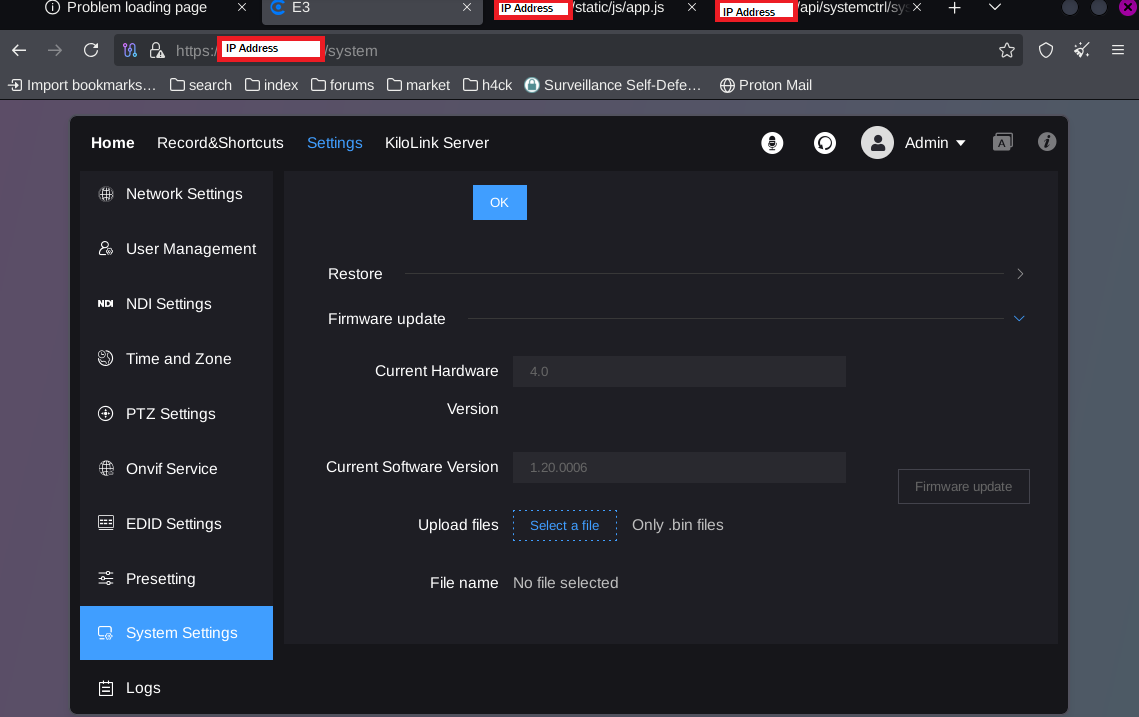 Problem loading page
E3
IP Address /static/js/app.js
IP Address /api/systemctrl/sys
https:/ IP Address /system
Import bookmarks…
search
index
forums
market
h4ck
Surveillance Self-Defe…
Proton Mail
Home
Record&Shortcuts
Settings
KiloLink Server
Admin
A
i
Network Settings
User Management
NDI NDI Settings
Time and Zone
PTZ Settings
Onvif Service
EDID Settings
Presetting
System Settings
Logs
OK
Restore
Firmware update
Current Hardware
Version
4.0
Current Software Version
1.20.0006
Firmware update
Upload files
Select a file
Only .bin files
File name
No file selected